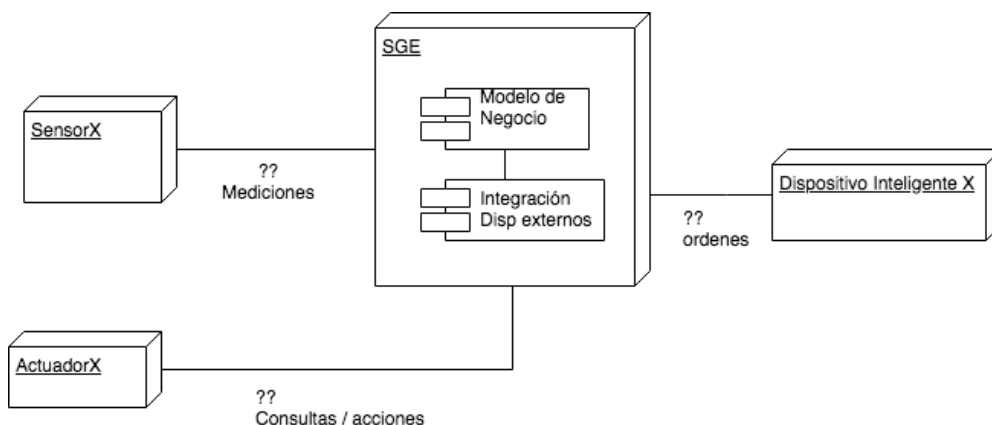 SGE
Modelo de
Negocio
SensorX
??
Mediciones
Integración
Disp externos
Dispositivo Inteligente X
??
ordenes
ActuadorX
??
Consultas / acciones